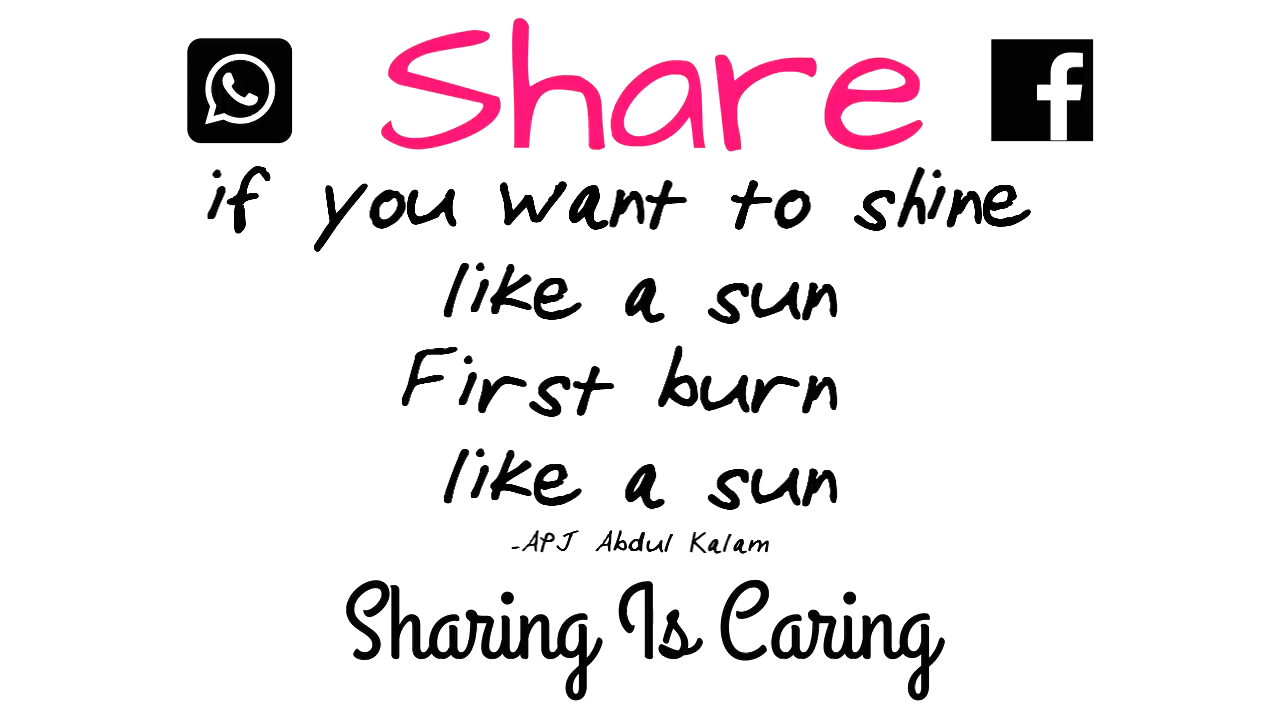 Share
if you want to shine
like a sun
First burn
like a sun
-APJ Abdul Kalam
Sharing Is Caring